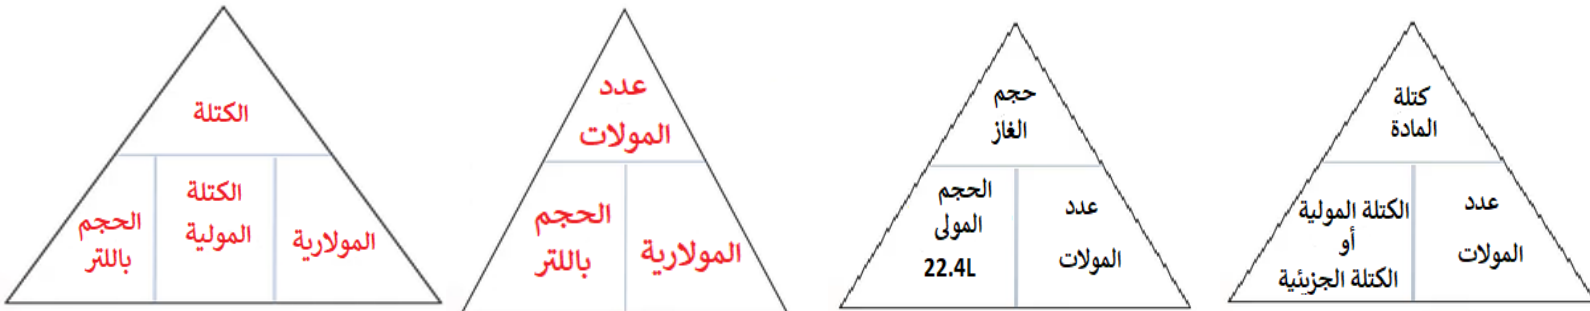 كتلة
المادة
عدد
المولات
الكتلة المولية
أو
الكتلة الجزيئية
حجم
الغاز
عدد
المولات
الحجم
المولى
22.4L
عدد
المولات
المولارية
الحجم
باللتر
الكتلة
المولارية
الكتلة
المولية
الحجم
باللتر